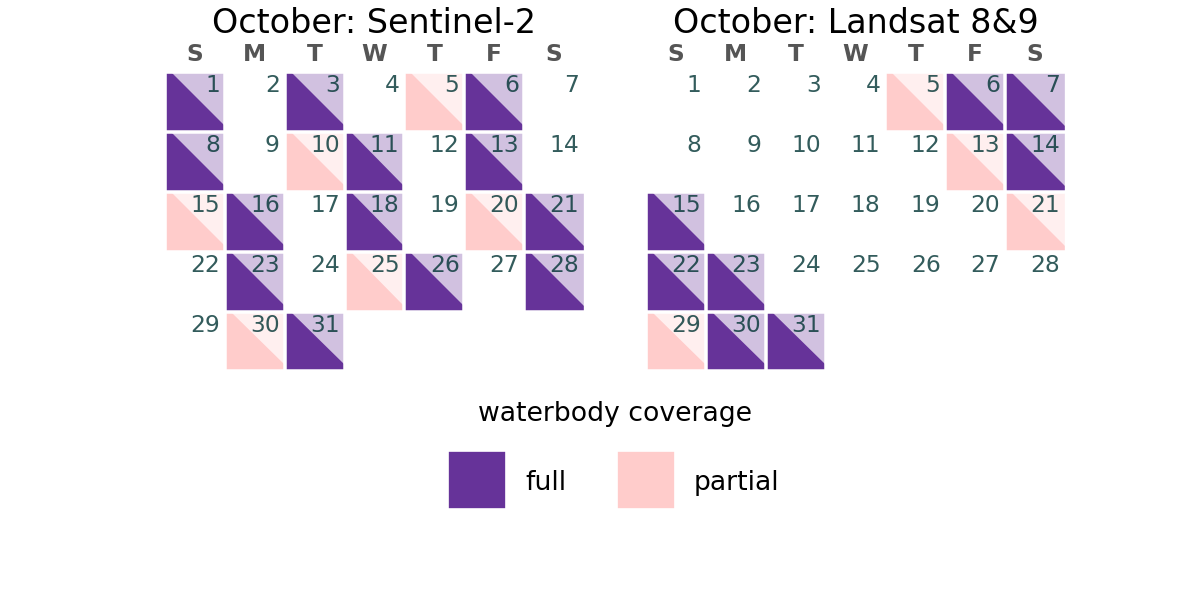 October: Sentinel-2
S M T W T F S
1 2 3 4 5 6 7
8 9 10 11 12 13 14
15 16 17 18 19 20 21
22 23 24 25 26 27 28
29 30 31
October: Landsat 8&9
S M T W T F S
1 2 3 4 5 6 7
8 9 10 11 12 13 14
15 16 17 18 19 20 21
22 23 24 25 26 27 28
29 30 31
waterbody coverage
full
partial